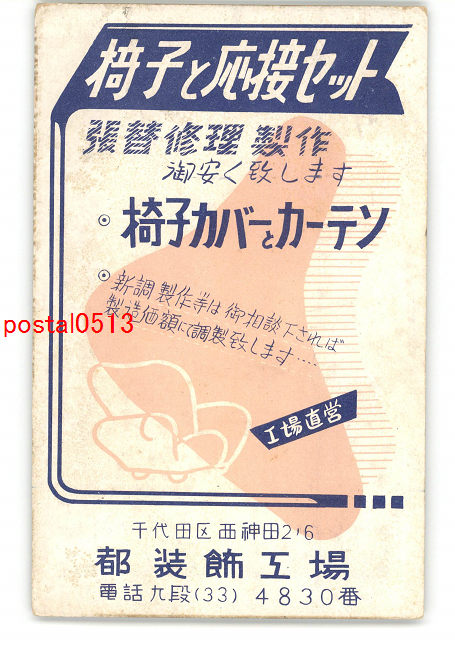 椅子と応接セット
張替修理製作
御安く致します
椅子カバーとカーテン
新調製作等は御相談下されば
製造価額にて調製致します・・・・
postal0513
工場直営
千代田区西神田2,6
都装飾工場
電話九段(33)4830番